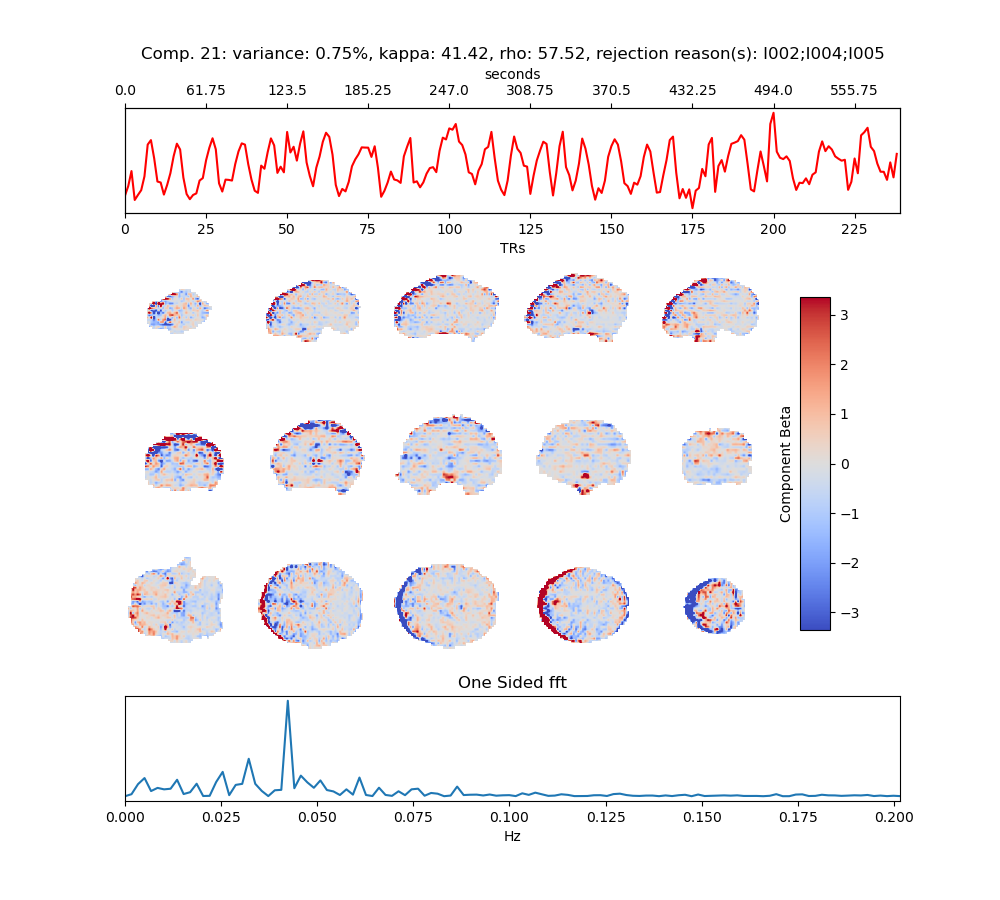 Comp. 21: variance: 0.75%, kappa: 41.42, rho: 57.52, rejection reason(s): I002;I004;I005
seconds
0.0 61.75 123.5 185.25 247.0 308.75 370.5 432.25 494.0 555.75
0 25 50 75 100 125 150 175 200 225
TRs
3
2
1
0
−1
−2
−3
Component Beta
One Sided fft
0.000 0.025 0.050 0.075 0.100 0.125 0.150 0.175 0.200
Hz